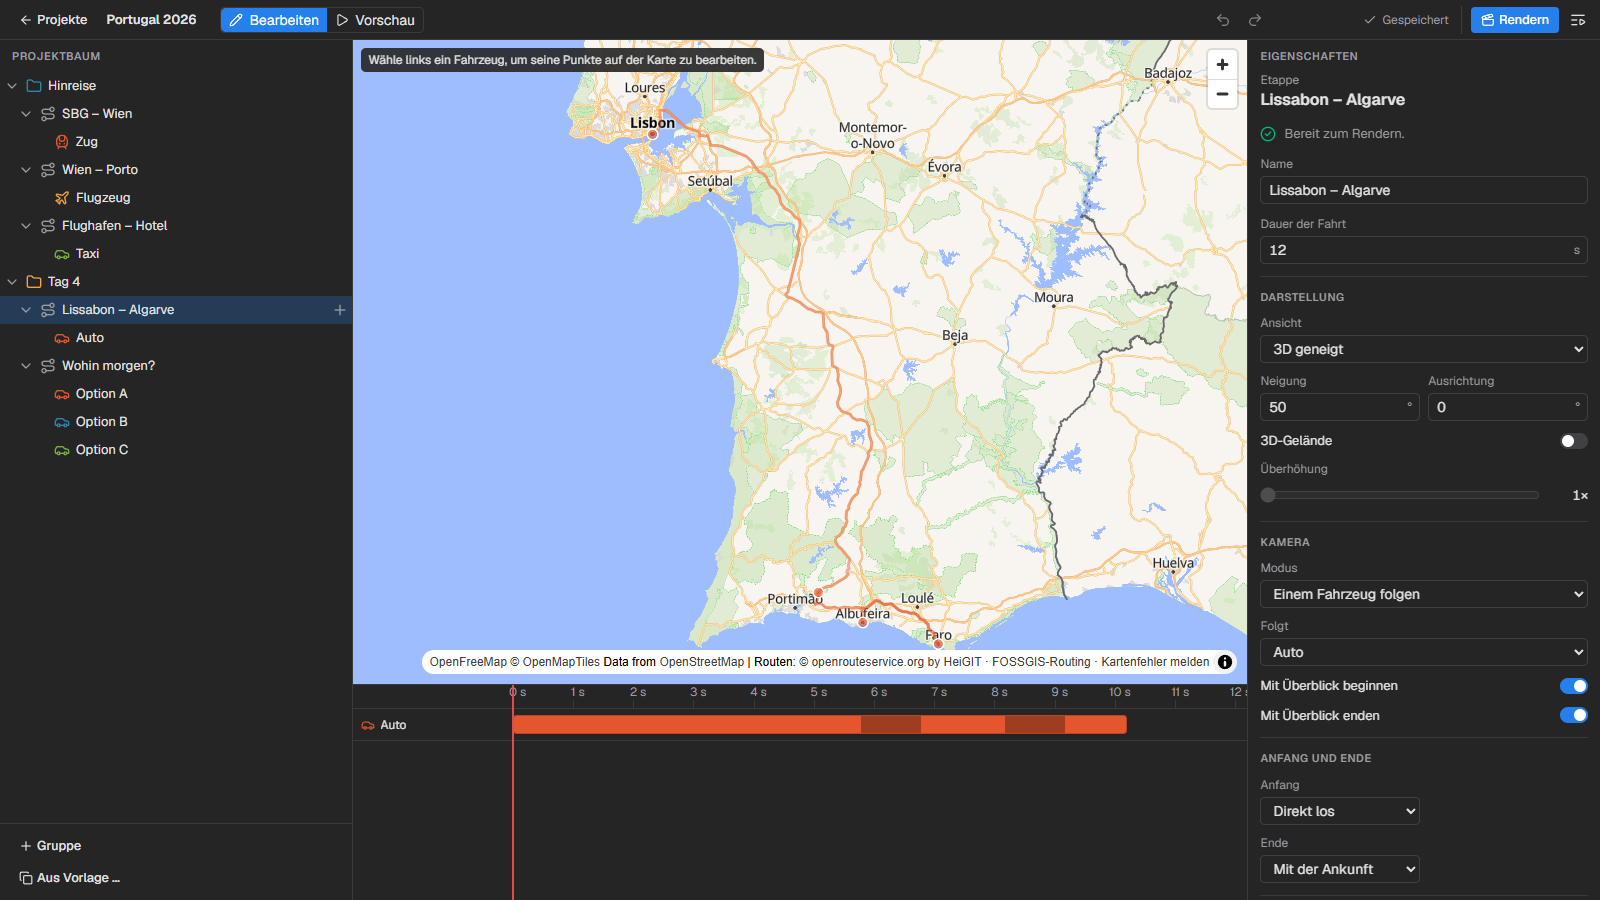 Projekte
Portugal 2026
Bearbeiten
Vorschau
Gespeichert
Rendern
PROJEKTBAUM
Hinreise
SBG – Wien
Zug
Wien – Porto
Flugzeug
Flughafen – Hotel
Taxi
Tag 4
Lissabon – Algarve
Auto
Wohin morgen?
Option A
Option B
Option C
Gruppe
Aus Vorlage ...
Wähle links ein Fahrzeug, um seine Punkte auf der Karte zu bearbeiten.
Badajoz
Loures
Lisbon
Montemor-
o-Novo
Évora
Setúbal
Moura
Beja
Huelva
Portimão
Loulé
Albufeira
Faro
OpenFreeMap © OpenMapTiles Data from OpenStreetMap | Routen: © openrouteservice.org by HeiGIT · FOSSGIS-Routing · Kartenfehler melden
0 s 1 s 2 s 3 s 4 s 5 s 6 s 7 s 8 s 9 s 10 s 11 s 12 s
Auto
EIGENSCHAFTEN
Etappe
Lissabon – Algarve
Bereit zum Rendern.
Name
Lissabon – Algarve
Dauer der Fahrt
12 s
DARSTELLUNG
Ansicht
3D geneigt
Neigung Ausrichtung
50 ° 0 °
3D-Gelände
Überhöhung
1×
KAMERA
Modus
Einem Fahrzeug folgen
Folgt
Auto
Mit Überblick beginnen
Mit Überblick enden
ANFANG UND ENDE
Anfang
Direkt los
Ende
Mit der Ankunft